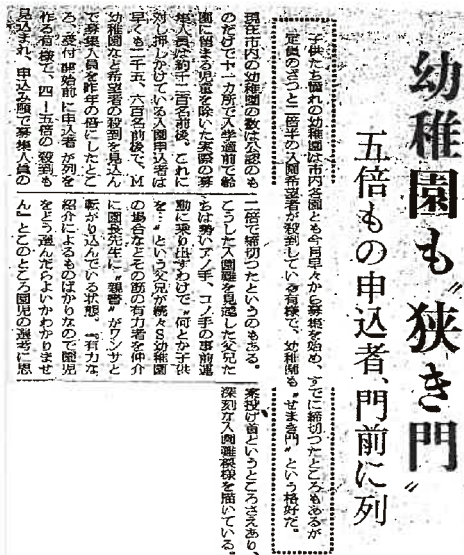 幼稚園も“狭き門”
五倍もの申込者、門前に列
子供たち憧れの幼稚園は市内各園とも今月早々から募集を始め、すでに締切つたところもあるが
定員のざつと二倍半の入園希望者が殺到している有様で、幼稚園も“せまき門”という格好だ。
現在市内の幼稚園の数は公認のも
のだけで十一カ所で入学適前で
園に留まる児童を除いた実際の募
集人員は約千二百名前後。これに
対し押しかけている入園申込者は
早くも二千五、六百名前後で、M
幼稚園など希望者の殺到を見込ん
で募集人員を昨年の倍にしたとこ
ろ、受付開始前に申込者が列を
作る有様で、四ー五倍の殺到も
見込まれ、申込み順で募集人員の
二倍で締切つたというのもある。
こうした入園難を見越した父兄た
ちは勢いアノ手、コノ手の事前運
動に乗り出すわけで“何とか子供
を…”という父兄が続々S幼稚園
の場合などその筋の有力者を仲介
に園長先生に“親書”がワンサと
転がり込んでいる状態、“有力な
紹介によるものばかりなので園児
をどう選んだらよいかわかりませ
ん”とこのところ園児の選考に思
案投げ首というところさえあり、
深刻な入園難模様を描いている。